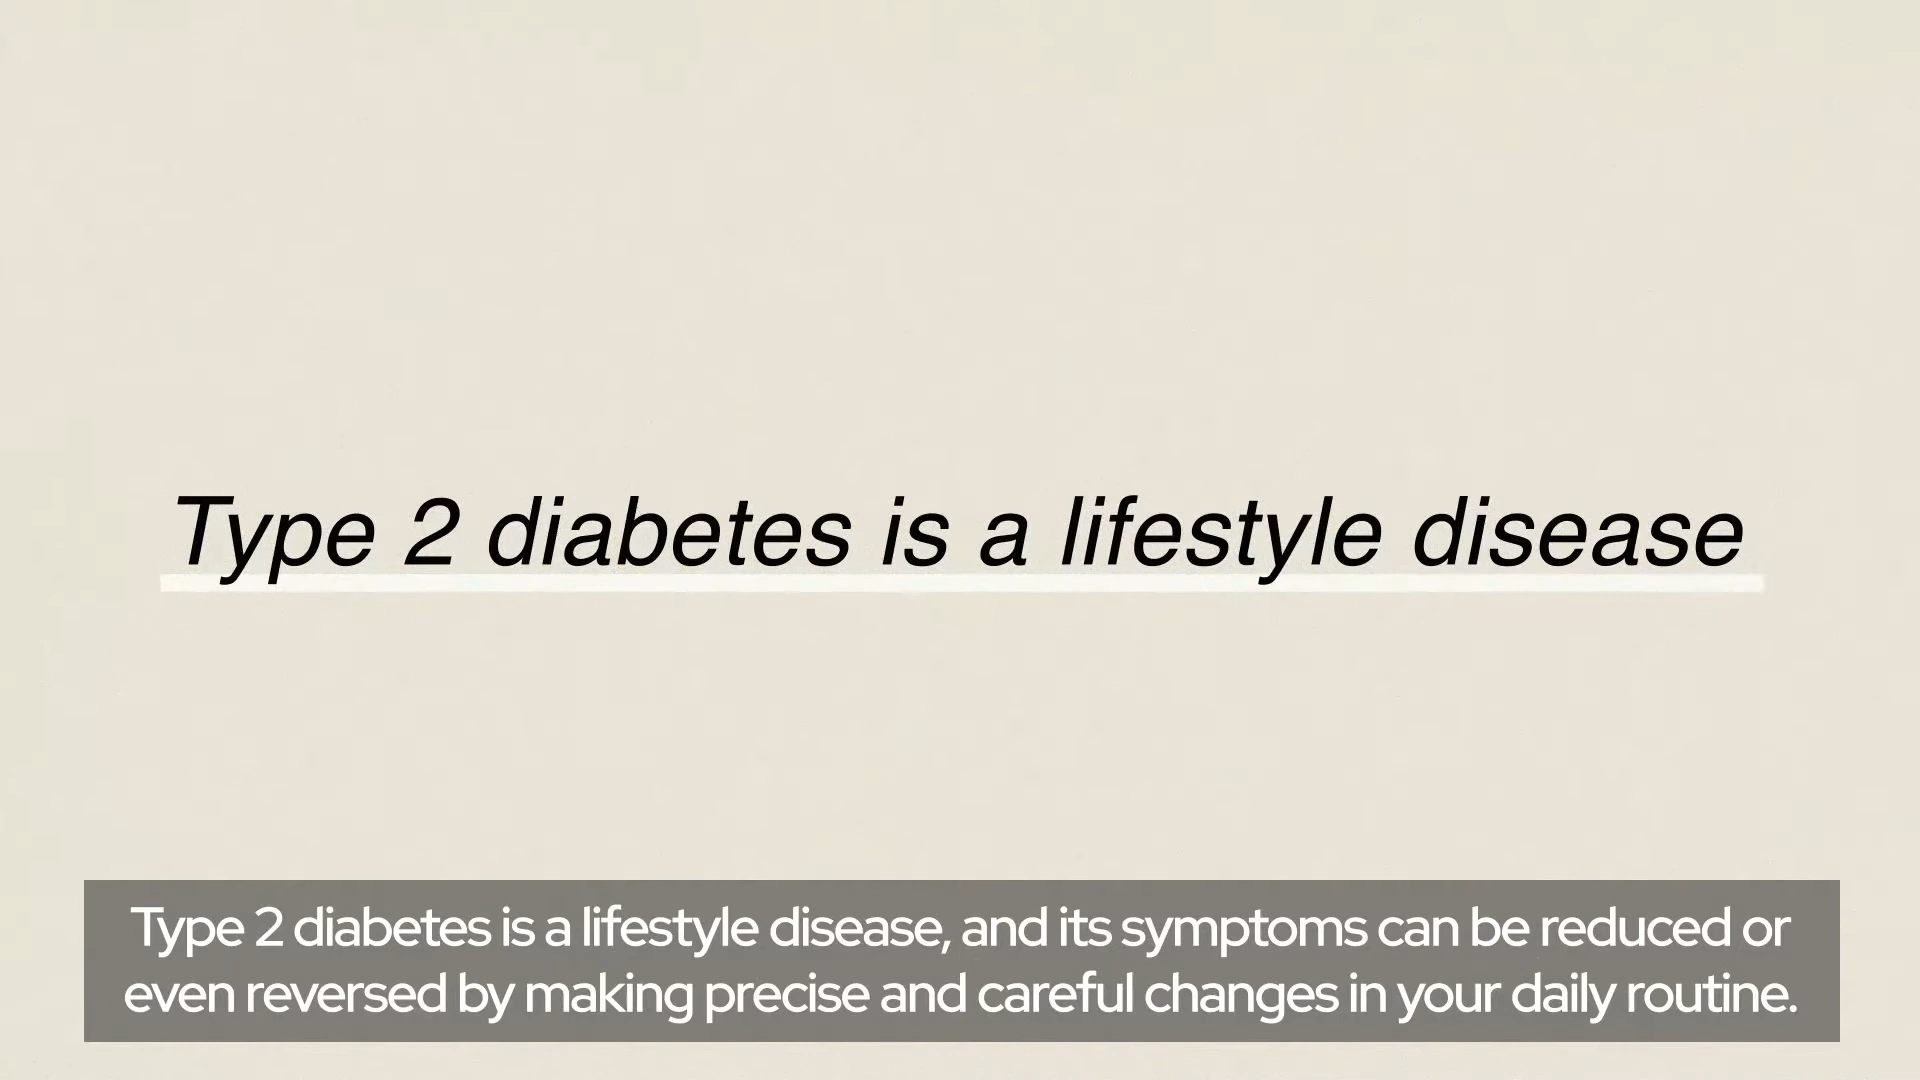 Type 2 diabetes is a lifestyle disease
Type 2 diabetes is a lifestyle disease, and its symptoms can be reduced or
even reversed by making precise and careful changes in your daily routine.